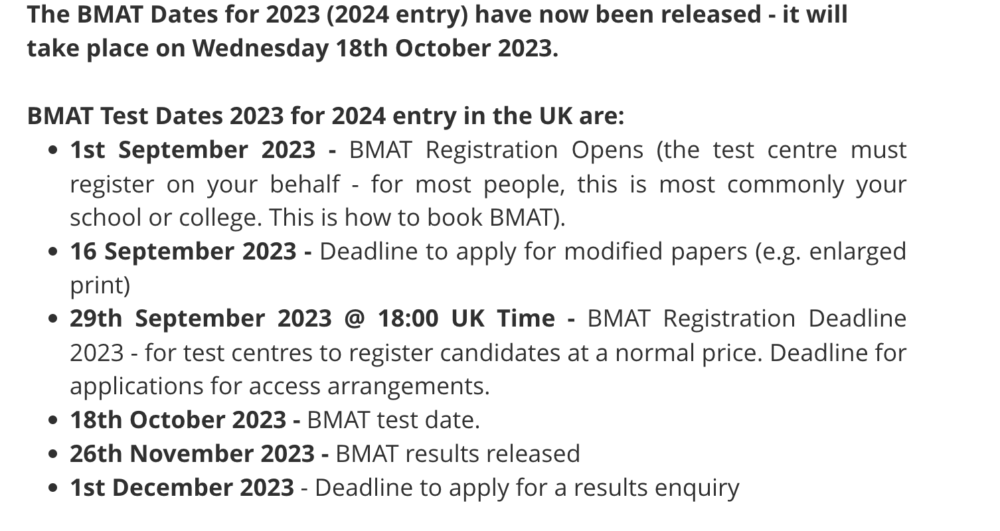 The BMAT Dates for 2023 (2024 entry) have now been released - it will
take place on Wednesday 18th October 2023.
BMAT Test Dates 2023 for 2024 entry in the UK are:
• 1st September 2023 - BMAT Registration Opens (the test centre must
register on your behalf - for most people, this is most commonly your
school or college. This is how to book BMAT).
• 16 September 2023 - Deadline to apply for modified papers (e.g. enlarged
print)
• 29th September 2023 @ 18:00 UK Time - BMAT Registration Deadline
2023 - for test centres to register candidates at a normal price. Deadline for
applications for access arrangements.
• 18th October 2023 - BMAT test date.
• 26th November 2023 - BMAT results released
• 1st December 2023 - Deadline to apply for a results enquiry